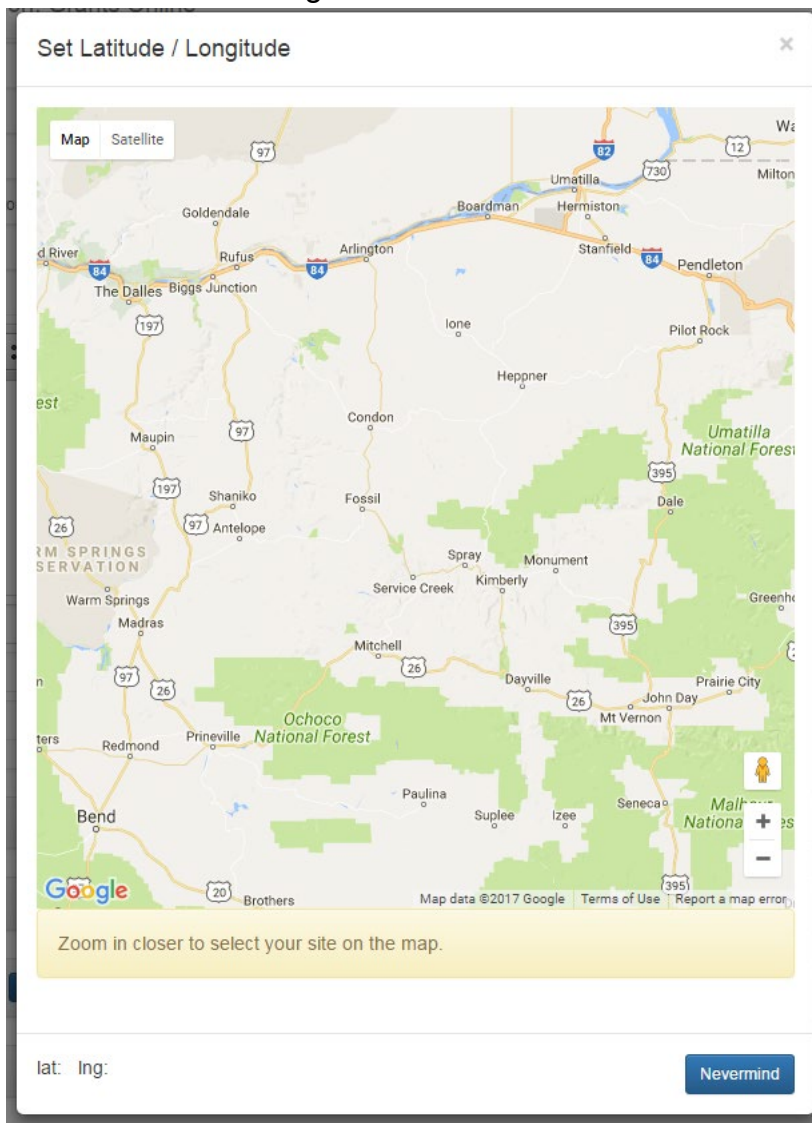 Set Latitude / Longitude
×
Map Satellite
97
82
12
730
Umatilla
Milton
Goldendale
Boardman
Hermiston
d River
Rufus
Arlington
Stanfield
84
84
84
Pendleton
The Dalles
Biggs Junction
197
Ione
Pilot Rock
Heppner
est
Condon
Maupin
97
Umatilla
National Forest
395
197
Shaniko
Fossil
Dale
26
97
Antelope
RM SPRINGS
SERVATION
Spray
Monument
Service Creek
Kimberly
Warm Springs
Greenho
Madras
395
Mitchell
26
97
26
Dayville
Prairie City
26
John Day
Mt Vernon
Ochoco
National Forest
ters
Redmond
Prineville
Paulina
Seneca
Bend
Suplee
Izee
+
−
Google
20
Brothers
395
Map data ©2017 Google Terms of Use Report a map error
Zoom in closer to select your site on the map.
lat: lng:
Nevermind